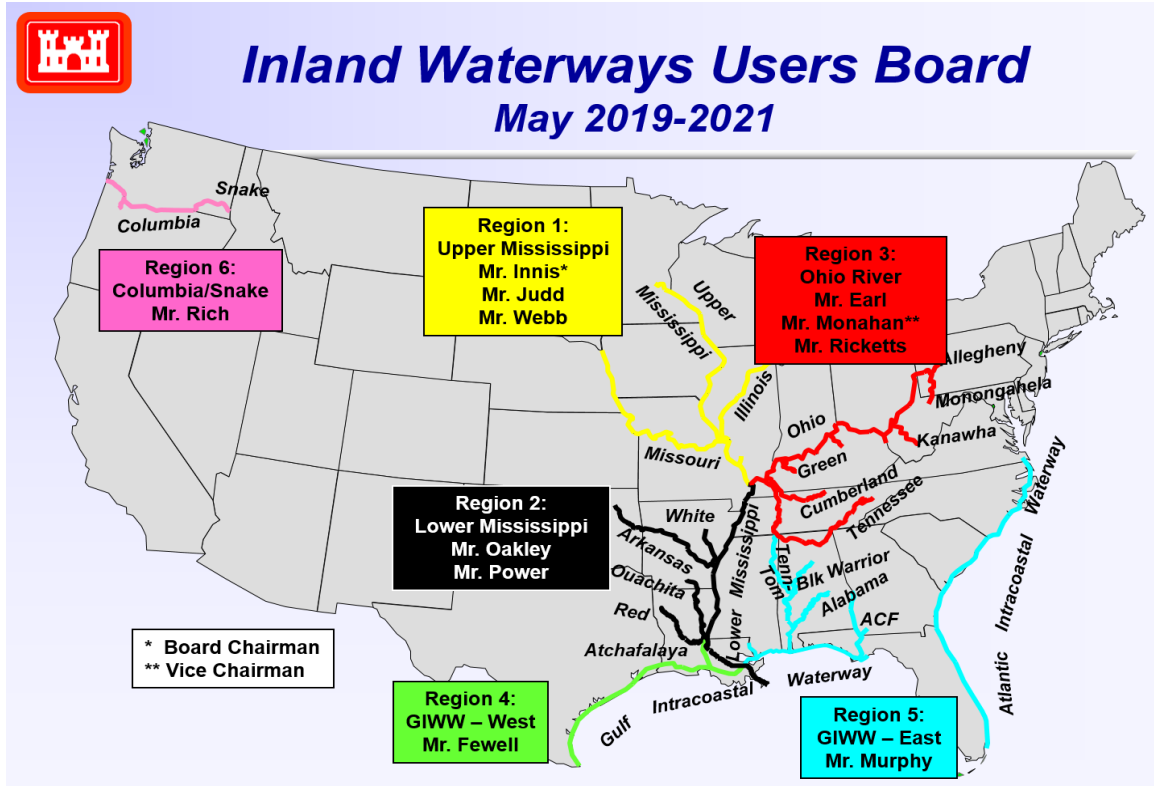 Inland Waterways Users Board
May 2019-2021
Snake
Columbia
Region 6:
Columbia/Snake
Mr. Rich
Region 1:
Upper Mississippi
Mr. Innis*
Mr. Judd
Mr. Webb
Upper
Mississippi
Illinois
Missouri
Region 3:
Ohio River
Mr. Earl
Mr. Monahan**
Mr. Ricketts
Allegheny
Monongahela
Kanawha
Ohio
Green
Cumberland
Tennessee
Region 2:
Lower Mississippi
Mr. Oakley
Mr. Power
White
Arkansas
Ouachita
Red
Atchafalaya
Lower Mississippi
Tenn-
Tom
Blk Warrior
Alabama
ACF
Atlantic Intracoastal Waterway
Gulf Intracoastal Waterway
* Board Chairman
** Vice Chairman
Region 4:
GIWW – West
Mr. Fewell
Region 5:
GIWW – East
Mr. Murphy